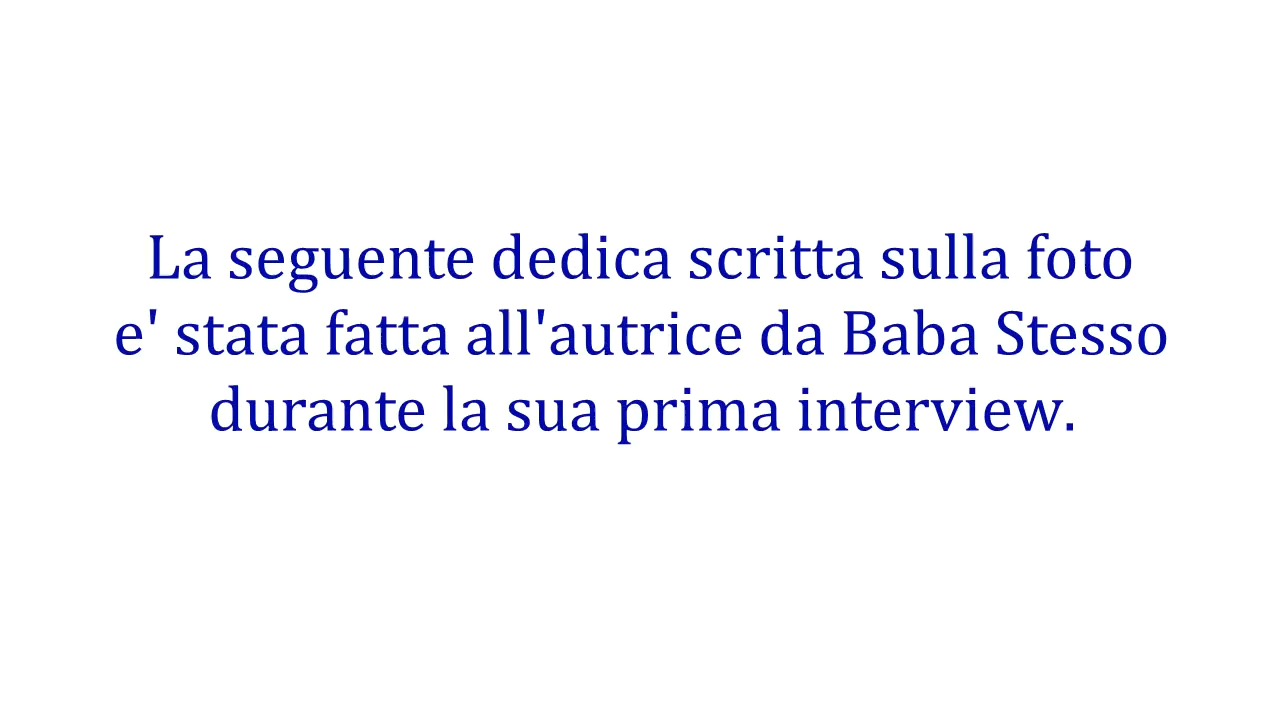 La seguente dedica scritta sulla foto
e' stata fatta all'autrice da Baba Stesso
durante la sua prima interview.